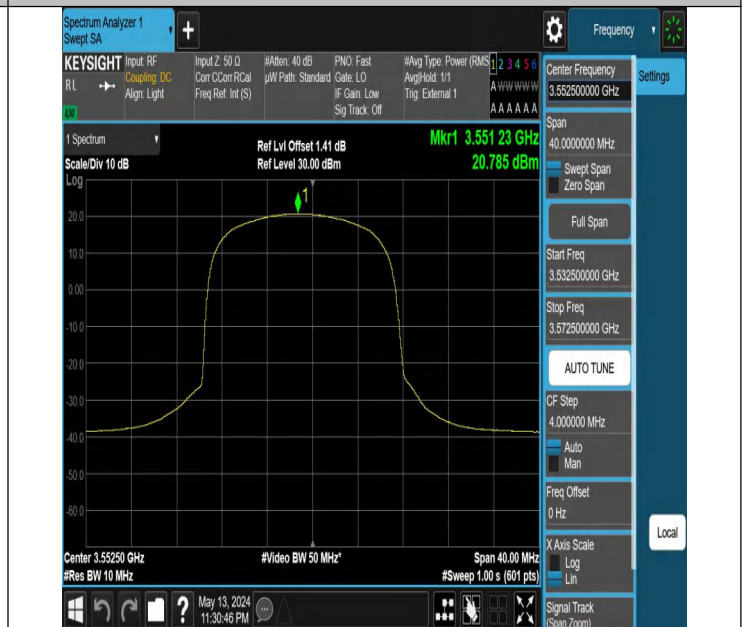 Spectrum Analyzer 1
Swept SA
Frequency
KEYSIGHT
RL
Input: RF
Coupling: DC
Align: Light
Input Z: 50 Ω
Corr CCorr RCal
Freq Ref: Int (S)
#Atten: 40 dB
µW Path: Standard
PNO: Fast
Gate: LO
IF Gain: Low
Sig Track: Off
#Avg Type: Power (RMS
Avg|Hold: 1/1
Trig: External 1
1 2 3 4 5 6
A W W W W W
A A A A A A
1 Spectrum
Scale/Div 10 dB
Log
Ref Lvl Offset 1.41 dB
Ref Level 30.00 dBm
Mkr1 3.551 23 GHz
20.785 dBm
1
20.0
10.0
0.00
-10.0
-20.0
-30.0
-40.0
-50.0
-60.0
Center 3.55250 GHz
#Res BW 10 MHz
#Video BW 50 MHz*
Span 40.00 MHz
#Sweep 1.00 s (601 pts)
?
May 13, 2024
11:30:46 PM
Center Frequency
3.552500000 GHz
Settings
Span
40.0000000 MHz
Swept Span
Zero Span
Full Span
Start Freq
3.532500000 GHz
Stop Freq
3.572500000 GHz
AUTO TUNE
CF Step
4.000000 MHz
Auto
Man
Freq Offset
0 Hz
Local
X Axis Scale
Log
Lin
Signal Track
(Span Zoom)